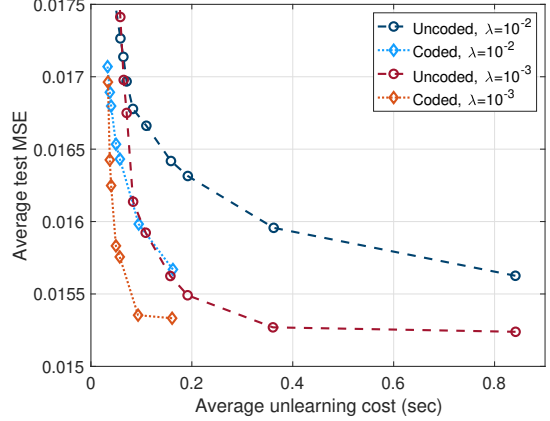 0.0175
0.017
0.0165
0.016
0.0155
0.015
Average test MSE
Uncoded, λ=10⁻²
Coded, λ=10⁻²
Uncoded, λ=10⁻³
Coded, λ=10⁻³
0 0.2 0.4 0.6 0.8
Average unlearning cost (sec)